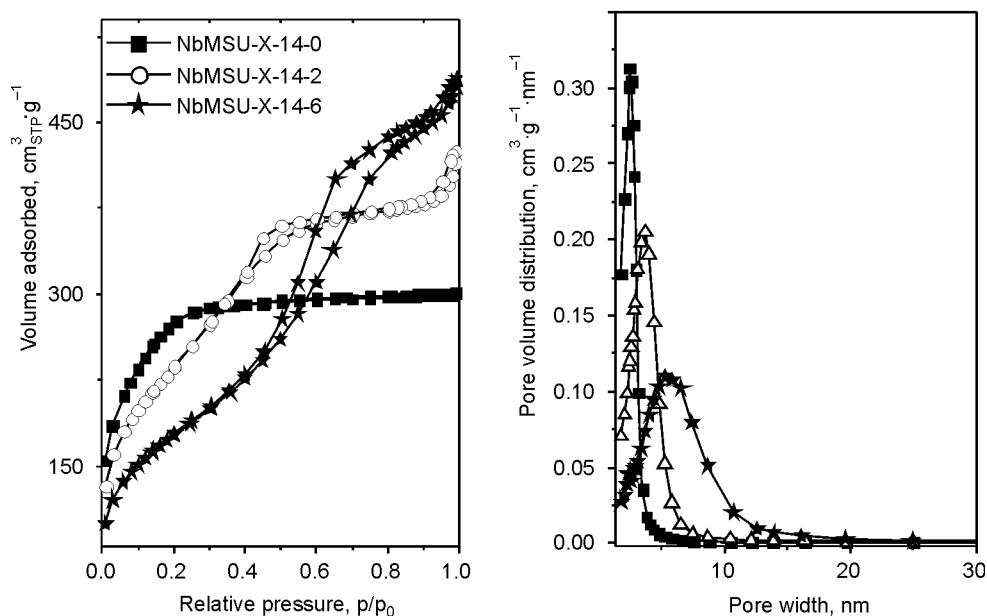 NbMSU-X-14-0
NbMSU-X-14-2
NbMSU-X-14-6
Volume adsorbed, cm³STP·g⁻¹
450
300
150
0.0 0.2 0.4 0.6 0.8 1.0
Relative pressure, p/p₀
Pore volume distribution, cm³·g⁻¹·nm⁻¹
0.30
0.25
0.20
0.15
0.10
0.05
0.00
10 20 30
Pore width, nm